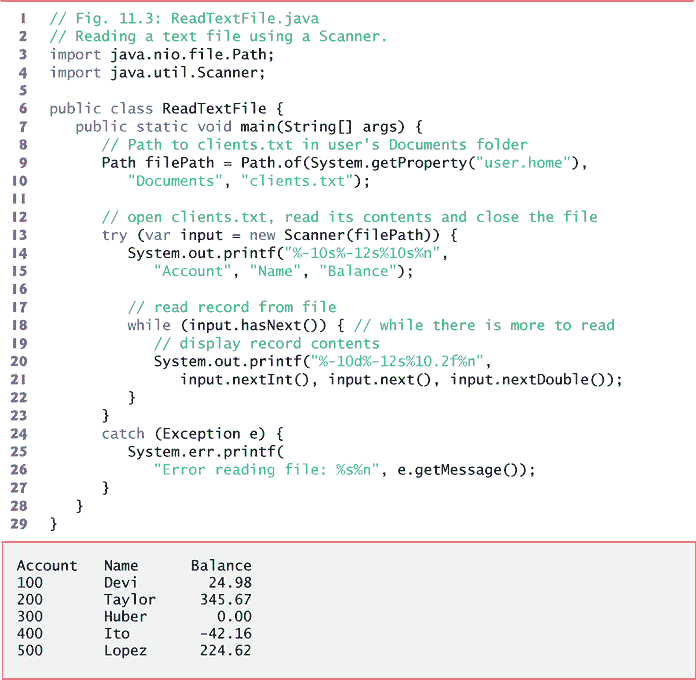 1 // Fig. 11.3: ReadTextFile.java
2 // Reading a text file using a Scanner.
3 import java.nio.file.Path;
4 import java.util.Scanner;
5
6 public class ReadTextFile {
7    public static void main(String[] args) {
8       // Path to clients.txt in user's Documents folder
9       Path filePath = Path.of(System.getProperty("user.home"),
10         "Documents", "clients.txt");
11
12      // open clients.txt, read its contents and close the file
13      try (var input = new Scanner(filePath)) {
14         System.out.printf("%-10s%-12s%10s%n",
15            "Account", "Name", "Balance");
16
17         // read record from file
18         while (input.hasNext()) { // while there is more to read
19            // display record contents
20            System.out.printf("%-10d%-12s%10.2f%n",
21               input.nextInt(), input.next(), input.nextDouble());
22         }
23      }
24      catch (Exception e) {
25         System.err.printf(
26            "Error reading file: %s%n", e.getMessage());
27      }
28   }
29 }
Account   Name      Balance
100       Devi        24.98
200       Taylor     345.67
300       Huber        0.00
400       Ito        -42.16
500       Lopez      224.62